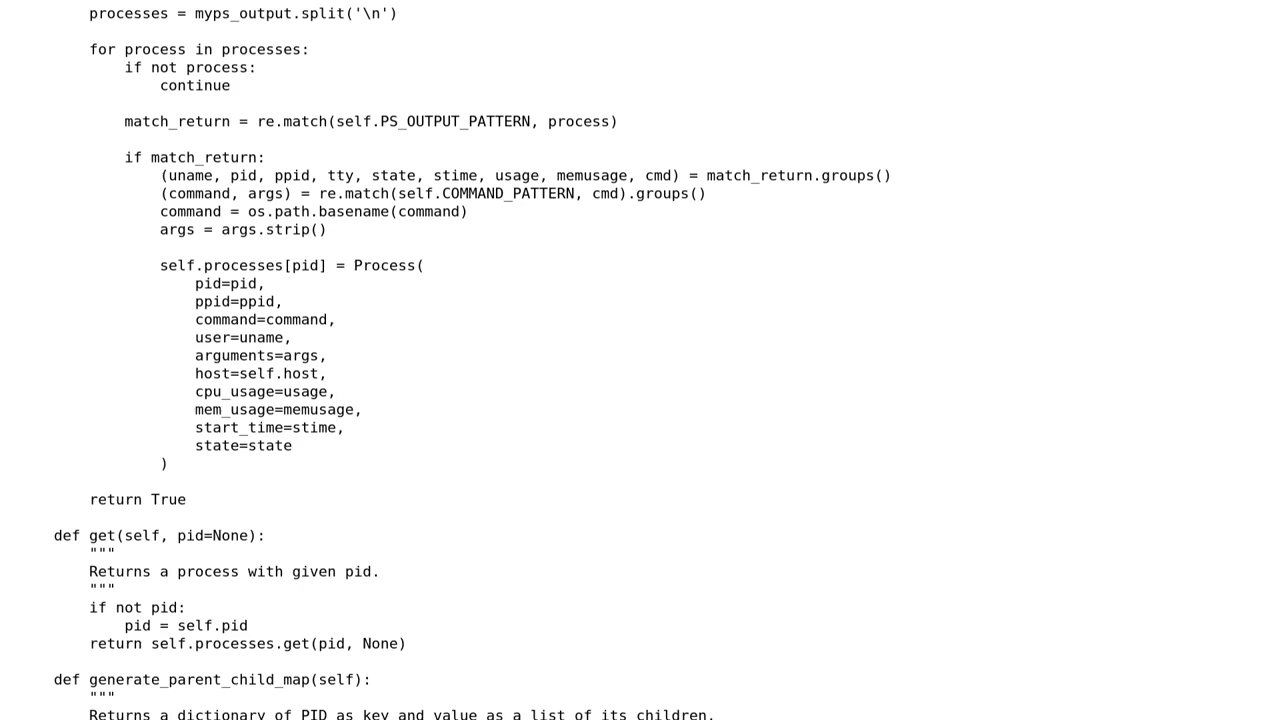 processes = myps_output.split('\n')
for process in processes:
if not process:
continue
match_return = re.match(self.PS_OUTPUT_PATTERN, process)
if match_return:
(uname, pid, ppid, tty, state, stime, usage, memusage, cmd) = match_return.groups()
(command, args) = re.match(self.COMMAND_PATTERN, cmd).groups()
command = os.path.basename(command)
args = args.strip()
self.processes[pid] = Process(
pid=pid,
ppid=ppid,
command=command,
user=uname,
arguments=args,
host=self.host,
cpu_usage=usage,
mem_usage=memusage,
start_time=stime,
state=state
)
return True
def get(self, pid=None):
"""
Returns a process with given pid.
"""
if not pid:
pid = self.pid
return self.processes.get(pid, None)
def generate_parent_child_map(self):
"""
Returns a dictionary of PID as key and value as a list of its children.